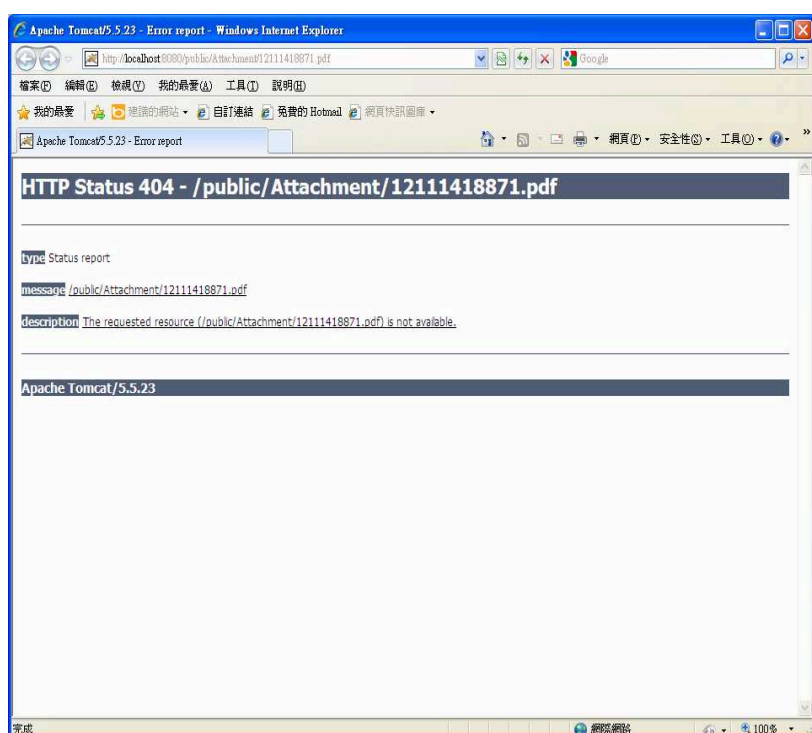 Apache Tomcat/5.5.23 - Error report - Windows Internet Explorer
http://localhost:8080/public/Attachment/12111418871.pdf
Google
檔案(F) 編輯(E) 檢視(V) 我的最愛(A) 工具(T) 說明(H)
我的最愛 建議的網站 自訂連結 免費的 Hotmail 網頁快訊圖庫
Apache Tomcat/5.5.23 - Error report
網頁(P) 安全性(S) 工具(O) »
HTTP Status 404 - /public/Attachment/12111418871.pdf
type Status report
message /public/Attachment/12111418871.pdf
description The requested resource (/public/Attachment/12111418871.pdf) is not available.
Apache Tomcat/5.5.23
完成 網際網路 100%